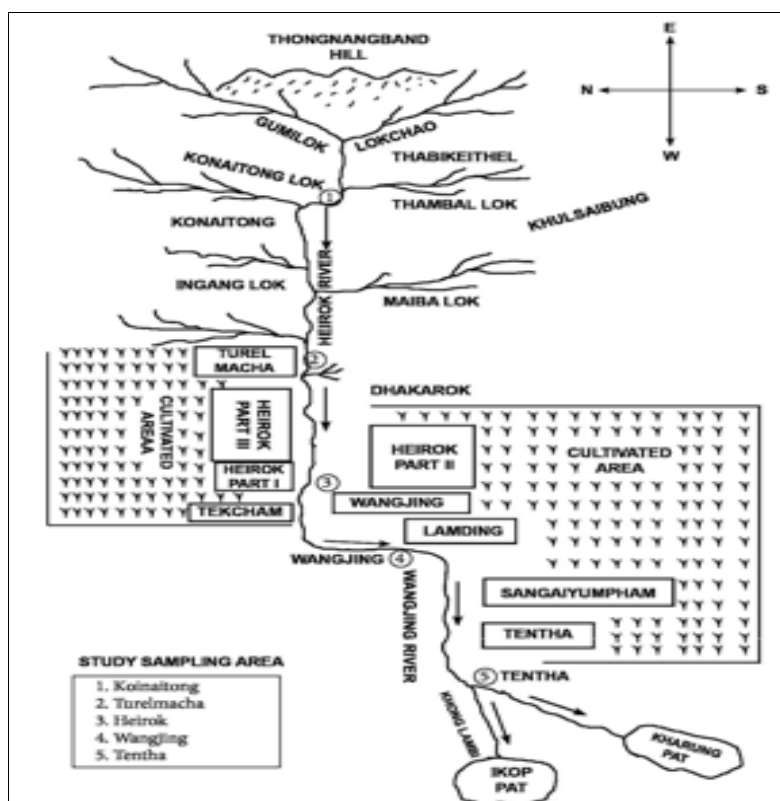 THONGNANGBAND
HILL
E
N
S
W
GUMILOK
LOKCHAO
KONAITONG LOK
THABIKEITHEL
1
THAMBAL LOK
KONAITONG
KHULSAIBUNG
HEIROK RIVER
INGANG LOK
MAIBA LOK
TUREL
MACHA
2
DHAKAROK
CULTIVATED
AREAA
HEIROK
PART III
HEIROK
PART II
CULTIVATED
AREA
HEIROK
PART I
3
WANGJING
TEKCHAM
LAMDING
WANGJING
4
WANGJING RIVER
SANGAIYUMPHAM
TENTHA
STUDY SAMPLING AREA
1. Koinaitong
2. Turelmacha
3. Heirok
4. Wangjing
5. Tentha
5
TENTHA
KHONG LAMBI
KHARUNG
PAT
IKOP
PAT